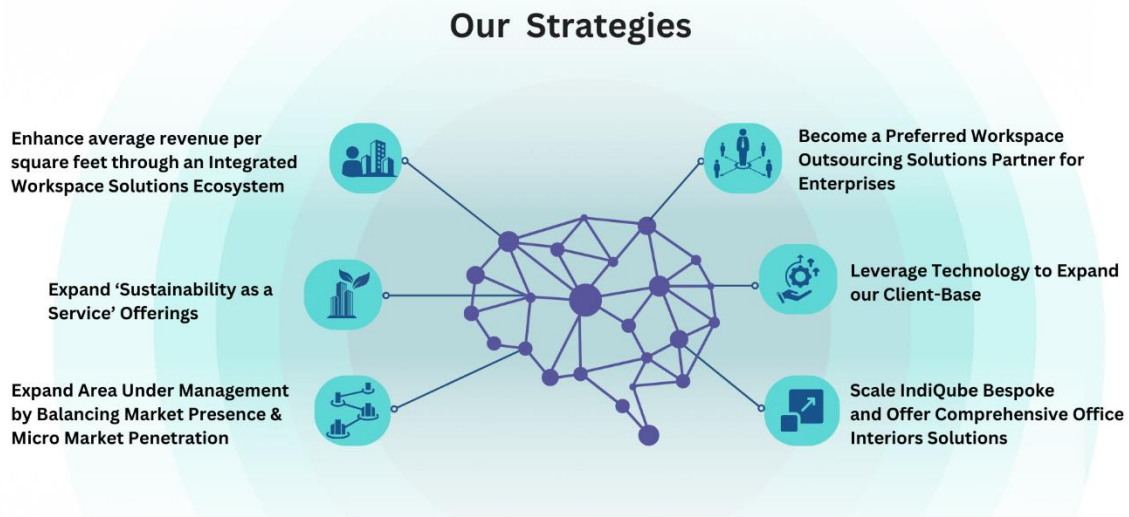 Our Strategies
Enhance average revenue per
square feet through an Integrated
Workspace Solutions Ecosystem
Expand ‘Sustainability as a
Service’ Offerings
Expand Area Under Management
by Balancing Market Presence &
Micro Market Penetration
Become a Preferred Workspace
Outsourcing Solutions Partner for
Enterprises
Leverage Technology to Expand
our Client-Base
Scale IndiQube Bespoke
and Offer Comprehensive Office
Interiors Solutions